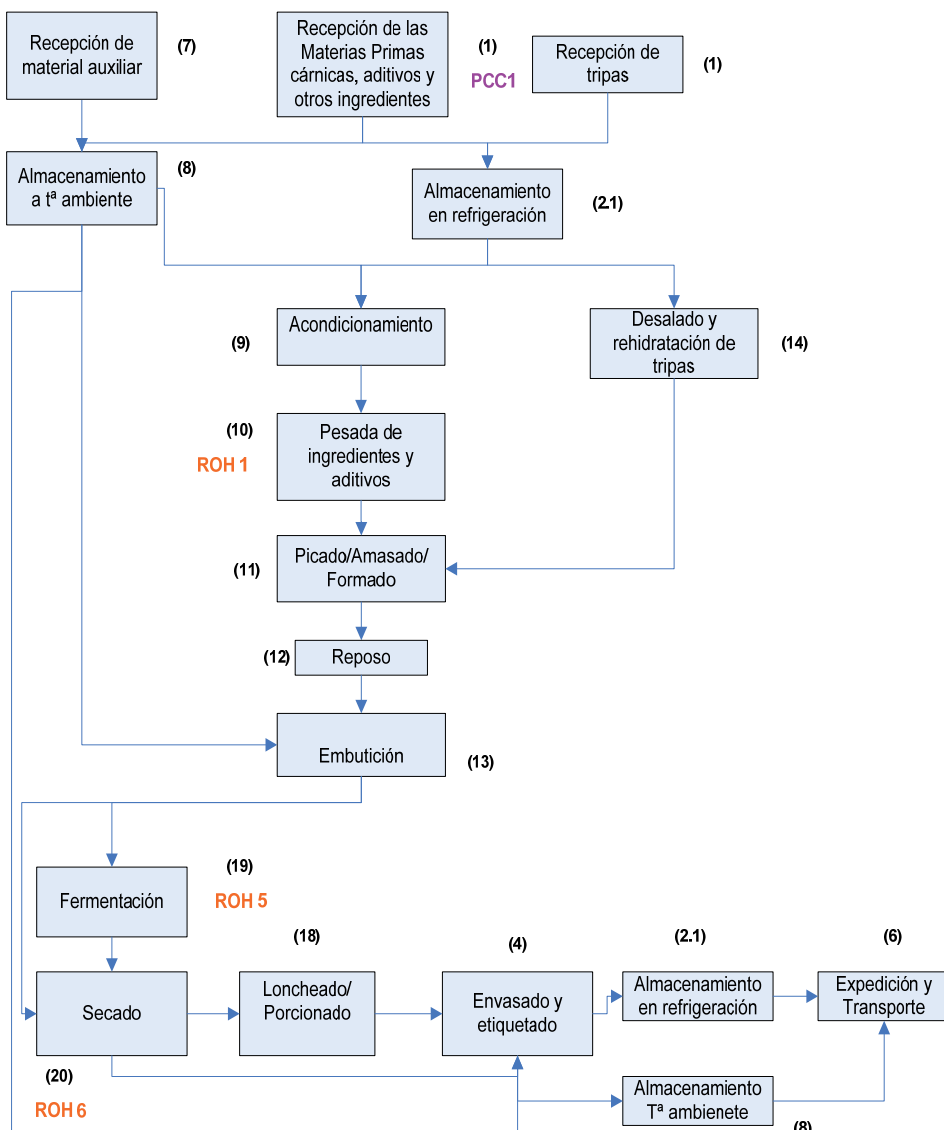 Recepción de
material auxiliar
(7)
Recepción de las
Materias Primas
cárnicas, aditivos y
otros ingredientes
(1)
PCC1
Recepción de
tripas
(1)
Almacenamiento
a tª ambiente
(8)
Almacenamiento
en refrigeración
(2.1)
Acondicionamiento
(9)
Desalado y
rehidratación de
tripas
(14)
(10)
ROH 1
Pesada de
ingredientes y
aditivos
(11)
Picado/Amasado/
Formado
(12)
Reposo
Embutición
(13)
Fermentación
(19)
ROH 5
(18)
(4)
(2.1)
(6)
Secado
Loncheado/
Porcionado
Envasado y
etiquetado
Almacenamiento
en refrigeración
Expedición y
Transporte
(20)
ROH 6
Almacenamiento
Tª ambienete
(8)